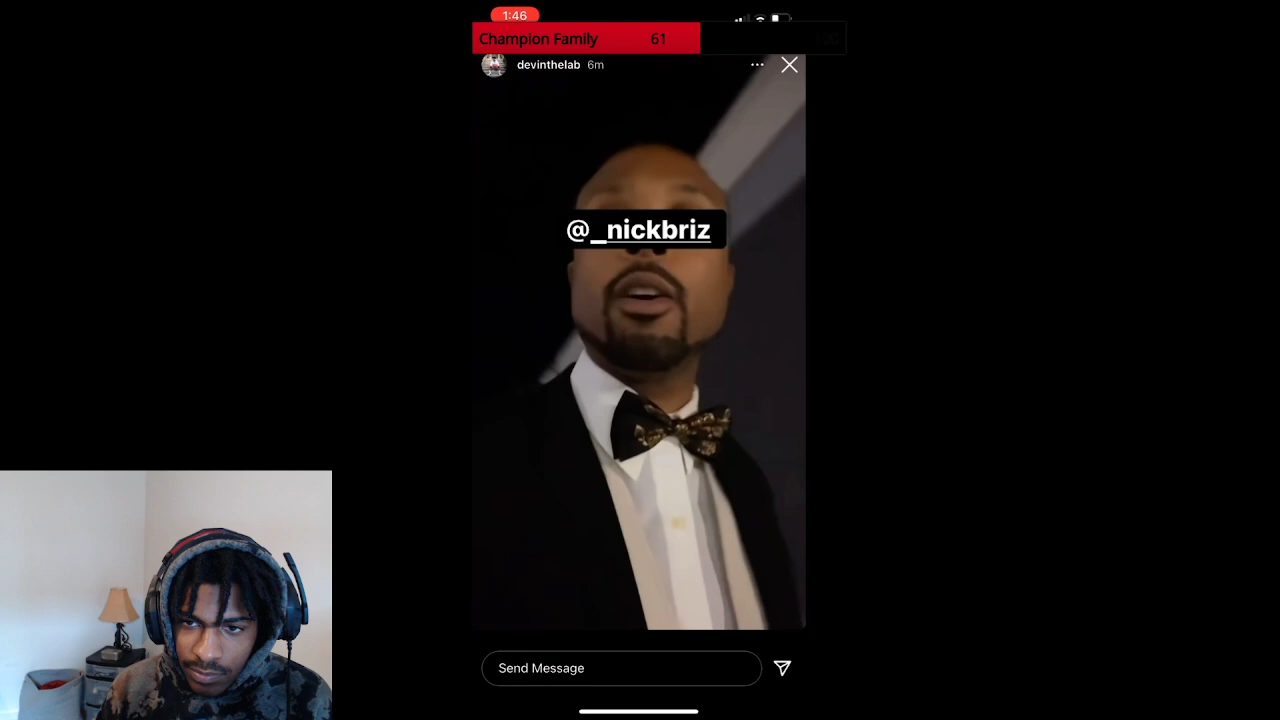 1:46
Champion Family 61
devinthelab 6m
@_nickbriz
Send Message